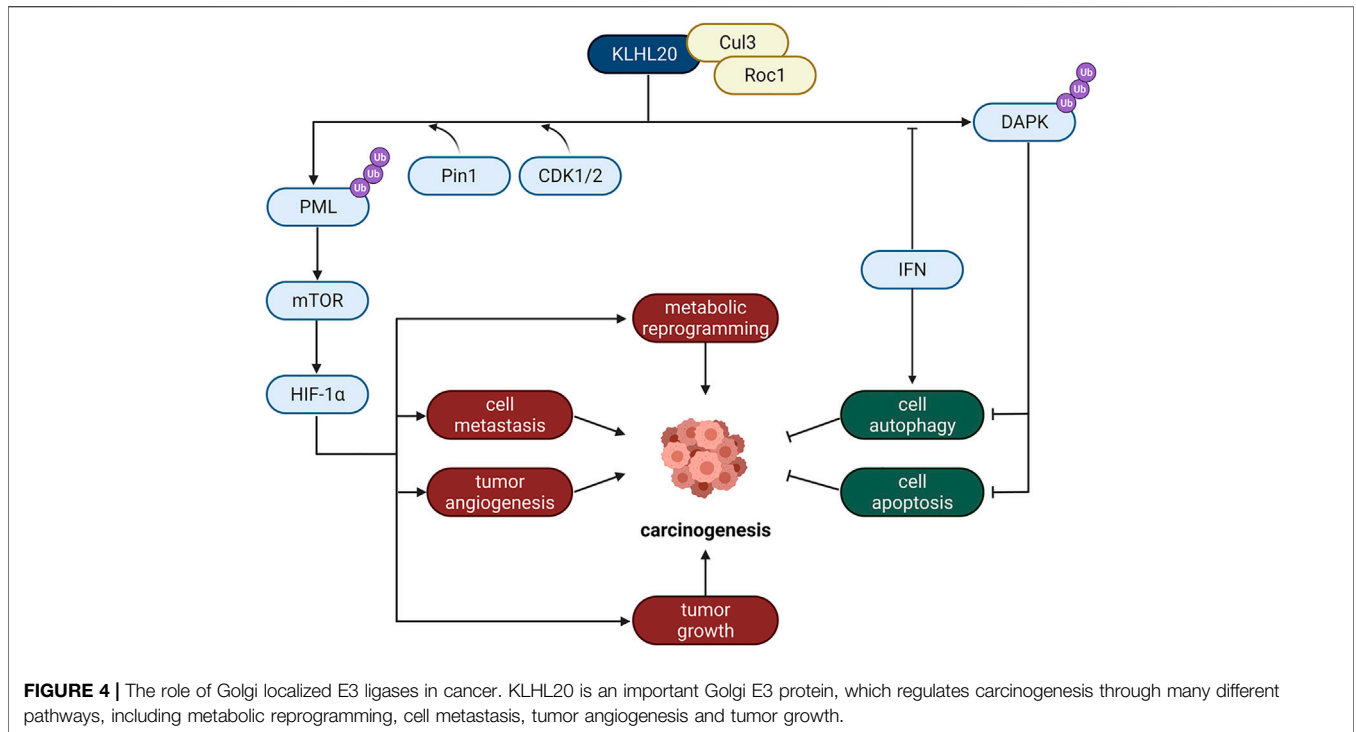 KLHL20
Cul3
Roc1
Ub
Ub
Ub
DAPK
Pin1
CDK1/2
Ub
Ub
Ub
PML
IFN
mTOR
metabolic
reprogramming
HIF-1α
cell
metastasis
cell
autophagy
tumor
angiogenesis
cell
apoptosis
carcinogenesis
tumor
growth
FIGURE 4 | The role of Golgi localized E3 ligases in cancer. KLHL20 is an important Golgi E3 protein, which regulates carcinogenesis through many different
pathways, including metabolic reprogramming, cell metastasis, tumor angiogenesis and tumor growth.